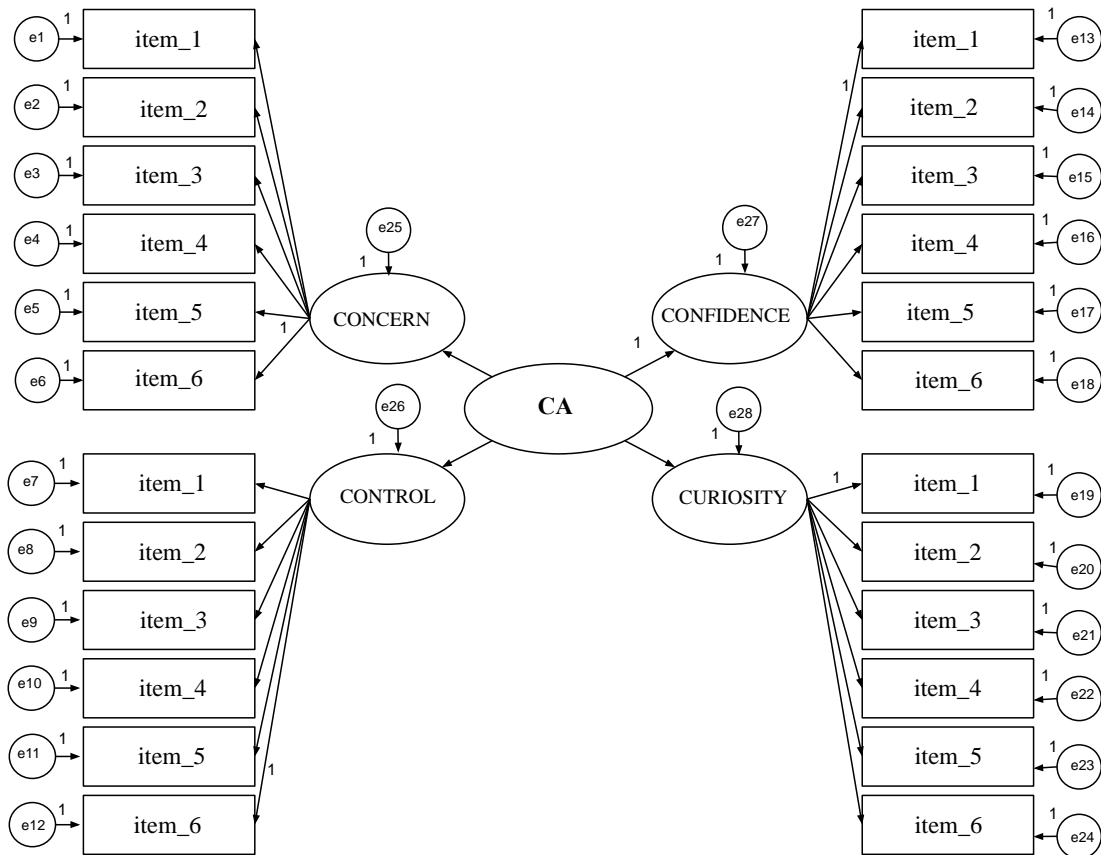 e1 1 item_1
e2 1 item_2
e3 1 item_3
e4 1 item_4
e5 1 item_5
e6 1 item_6
1
e25
1
CONCERN
e7 1 item_1
e8 1 item_2
e9 1 item_3
e10 1 item_4
e11 1 item_5
e12 1 item_6
1
e26
1
CONTROL
CA
1
e27
1
CONFIDENCE
1
item_1 1 e13
item_2 1 e14
item_3 1 e15
item_4 1 e16
item_5 1 e17
item_6 1 e18
e28
1
CURIOSITY
1
item_1 1 e19
item_2 1 e20
item_3 1 e21
item_4 1 e22
item_5 1 e23
item_6 1 e24